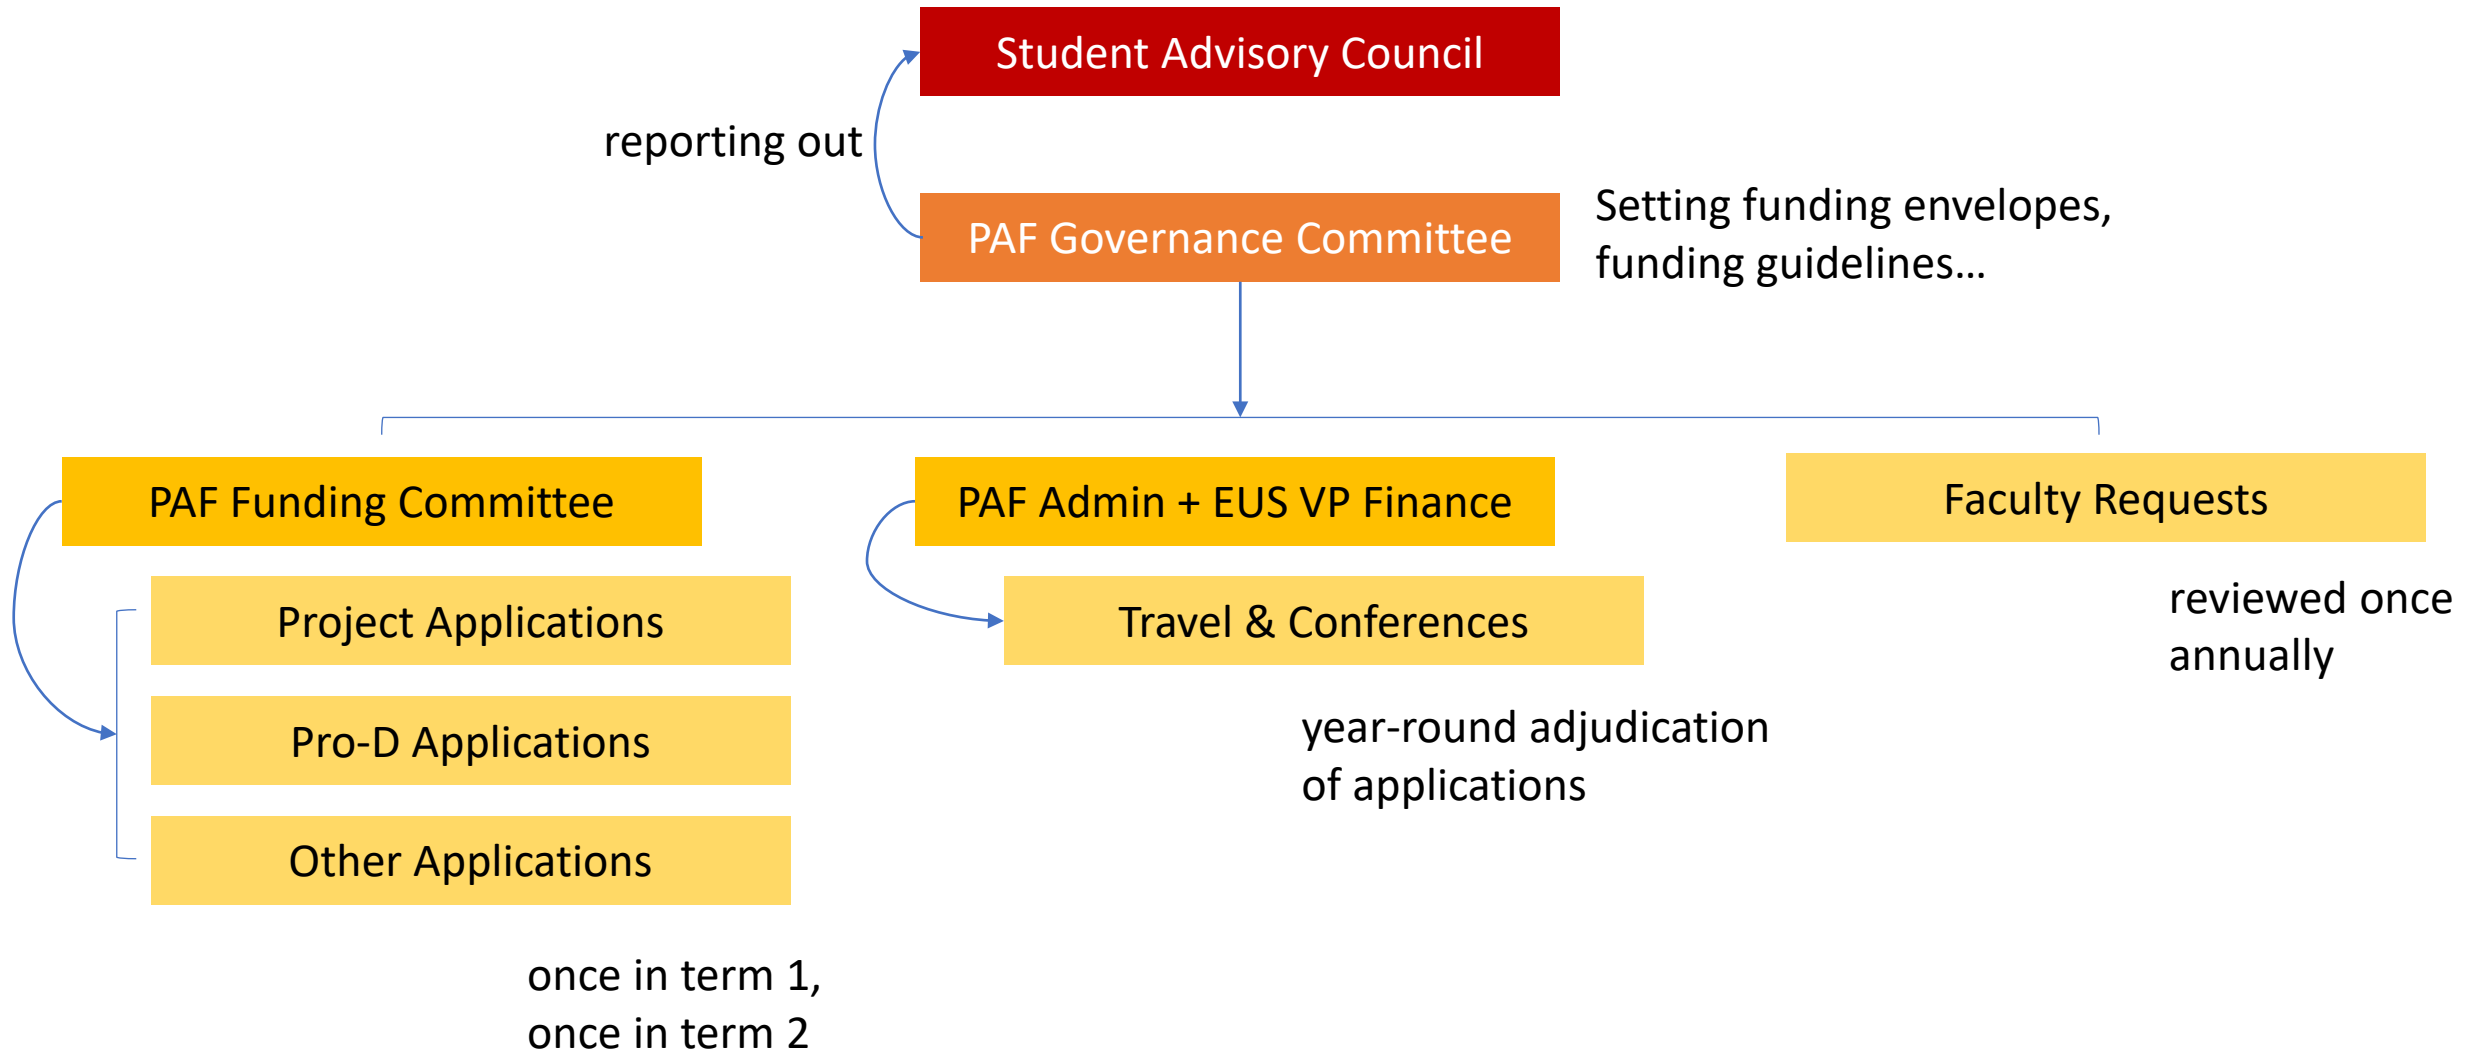 Student Advisory Council
reporting out
PAF Governance Committee
Setting funding envelopes,
funding guidelines…
PAF Funding Committee
Project Applications
Pro-D Applications
Other Applications
once in term 1,
once in term 2
PAF Admin + EUS VP Finance
Travel & Conferences
year-round adjudication
of applications
Faculty Requests
reviewed once
annually